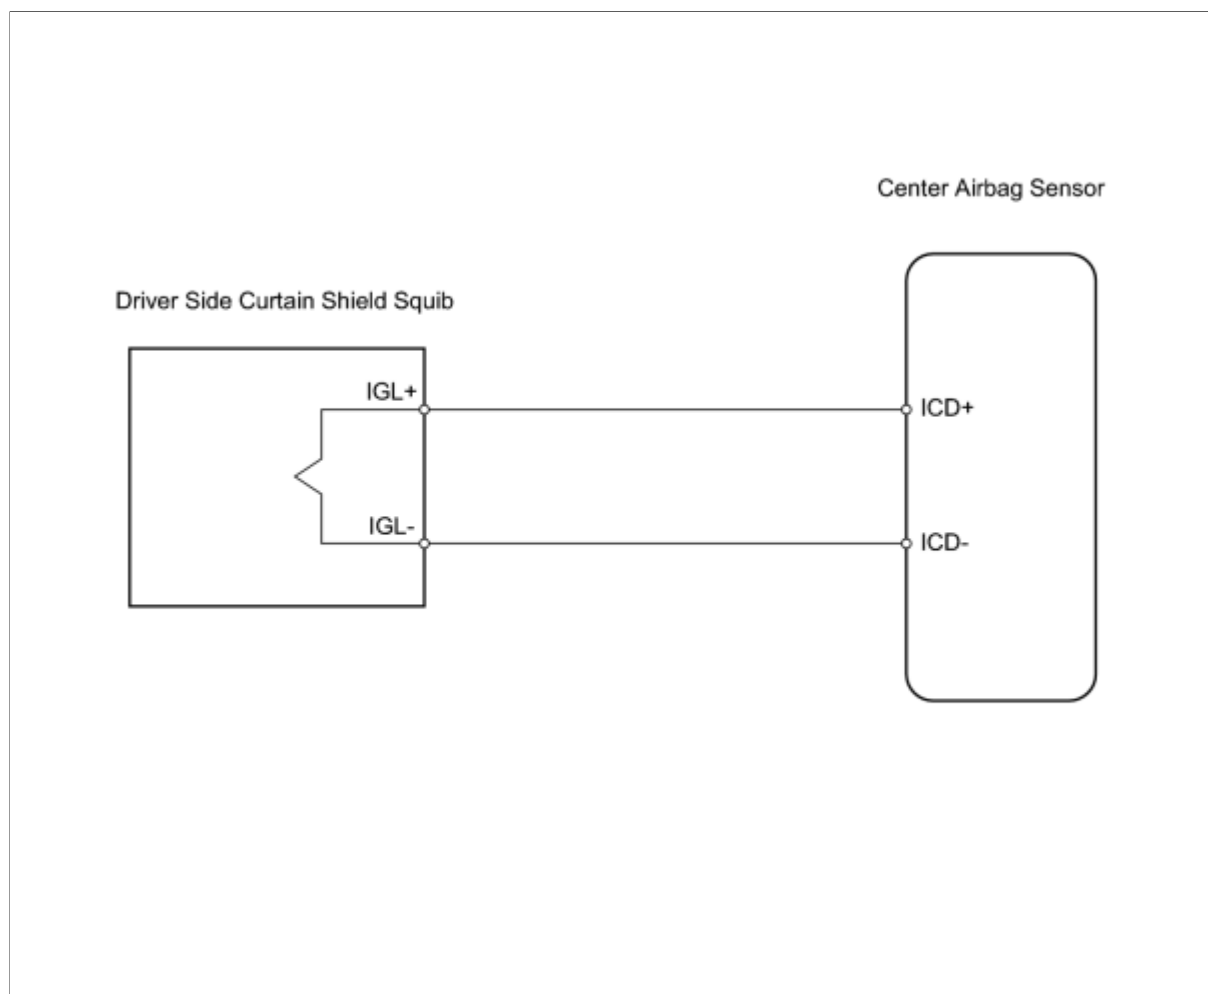 Center Airbag Sensor
Driver Side Curtain Shield Squib
IGL+
ICD+
IGL-
ICD-